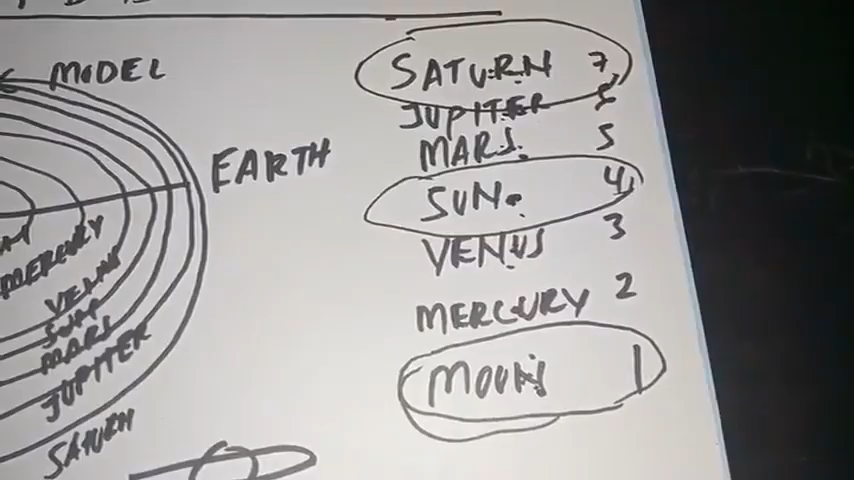 MODEL
EARTH
MERCURY
VENUS
SUN
MARS
JUPITER
SATURN
SATURN 7
JUPITER 6
MARS 5
SUN 4
VENUS 3
MERCURY 2
MOON 1